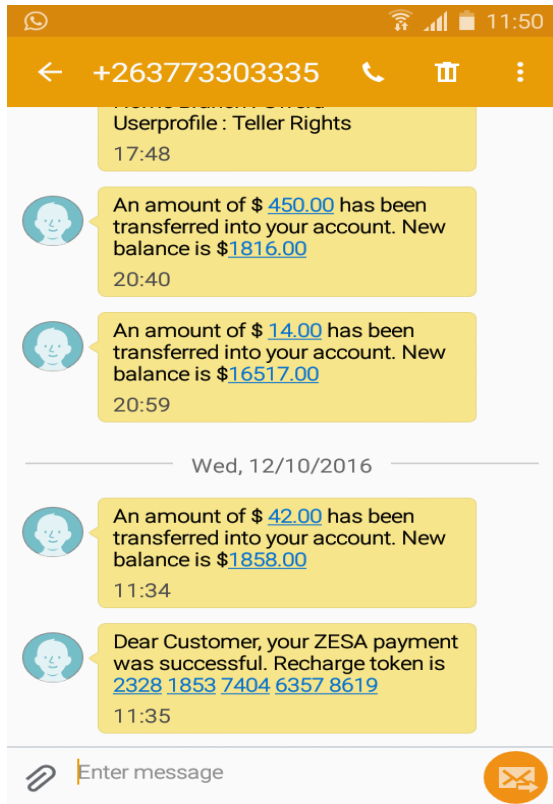 11:50
+263773303335
Userprofile : Teller Rights
17:48
An amount of $ 450.00 has been
transferred into your account. New
balance is $1816.00
20:40
An amount of $ 14.00 has been
transferred into your account. New
balance is $16517.00
20:59
Wed, 12/10/2016
An amount of $ 42.00 has been
transferred into your account. New
balance is $1858.00
11:34
Dear Customer, your ZESA payment
was successful. Recharge token is
2328 1853 7404 6357 8619
11:35
Enter message